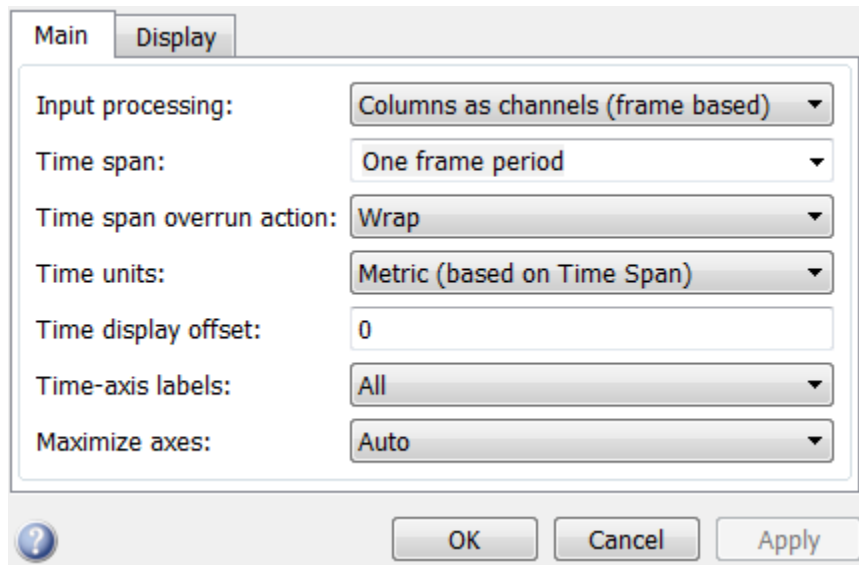 Main Display
Input processing: Columns as channels (frame based)
Time span: One frame period
Time span overrun action: Wrap
Time units: Metric (based on Time Span)
Time display offset: 0
Time-axis labels: All
Maximize axes: Auto
? OK Cancel Apply